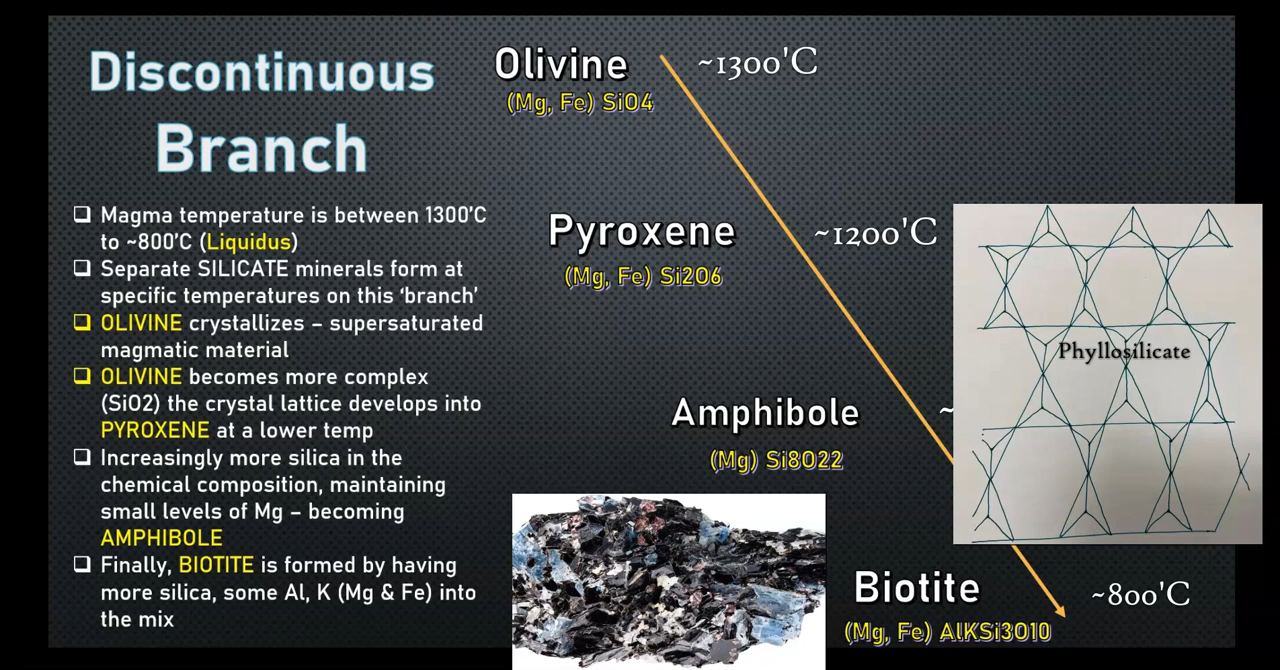 Discontinuous
Branch
❑ Magma temperature is between 1300'C
to ~800'C (Liquidus)
❑ Separate SILICATE minerals form at
specific temperatures on this 'branch'
❑ OLIVINE crystallizes – supersaturated
magmatic material
❑ OLIVINE becomes more complex
(SiO2) the crystal lattice develops into
PYROXENE at a lower temp
❑ Increasingly more silica in the
chemical composition, maintaining
small levels of Mg – becoming
AMPHIBOLE
❑ Finally, BIOTITE is formed by having
more silica, some Al, K (Mg & Fe) into
the mix
Olivine
~1300'C
(Mg, Fe) SiO4
Pyroxene
~1200'C
(Mg, Fe) Si2O6
Phyllosilicate
Amphibole
~
(Mg) Si8O22
Biotite
~800'C
(Mg, Fe) AlKSi3O10